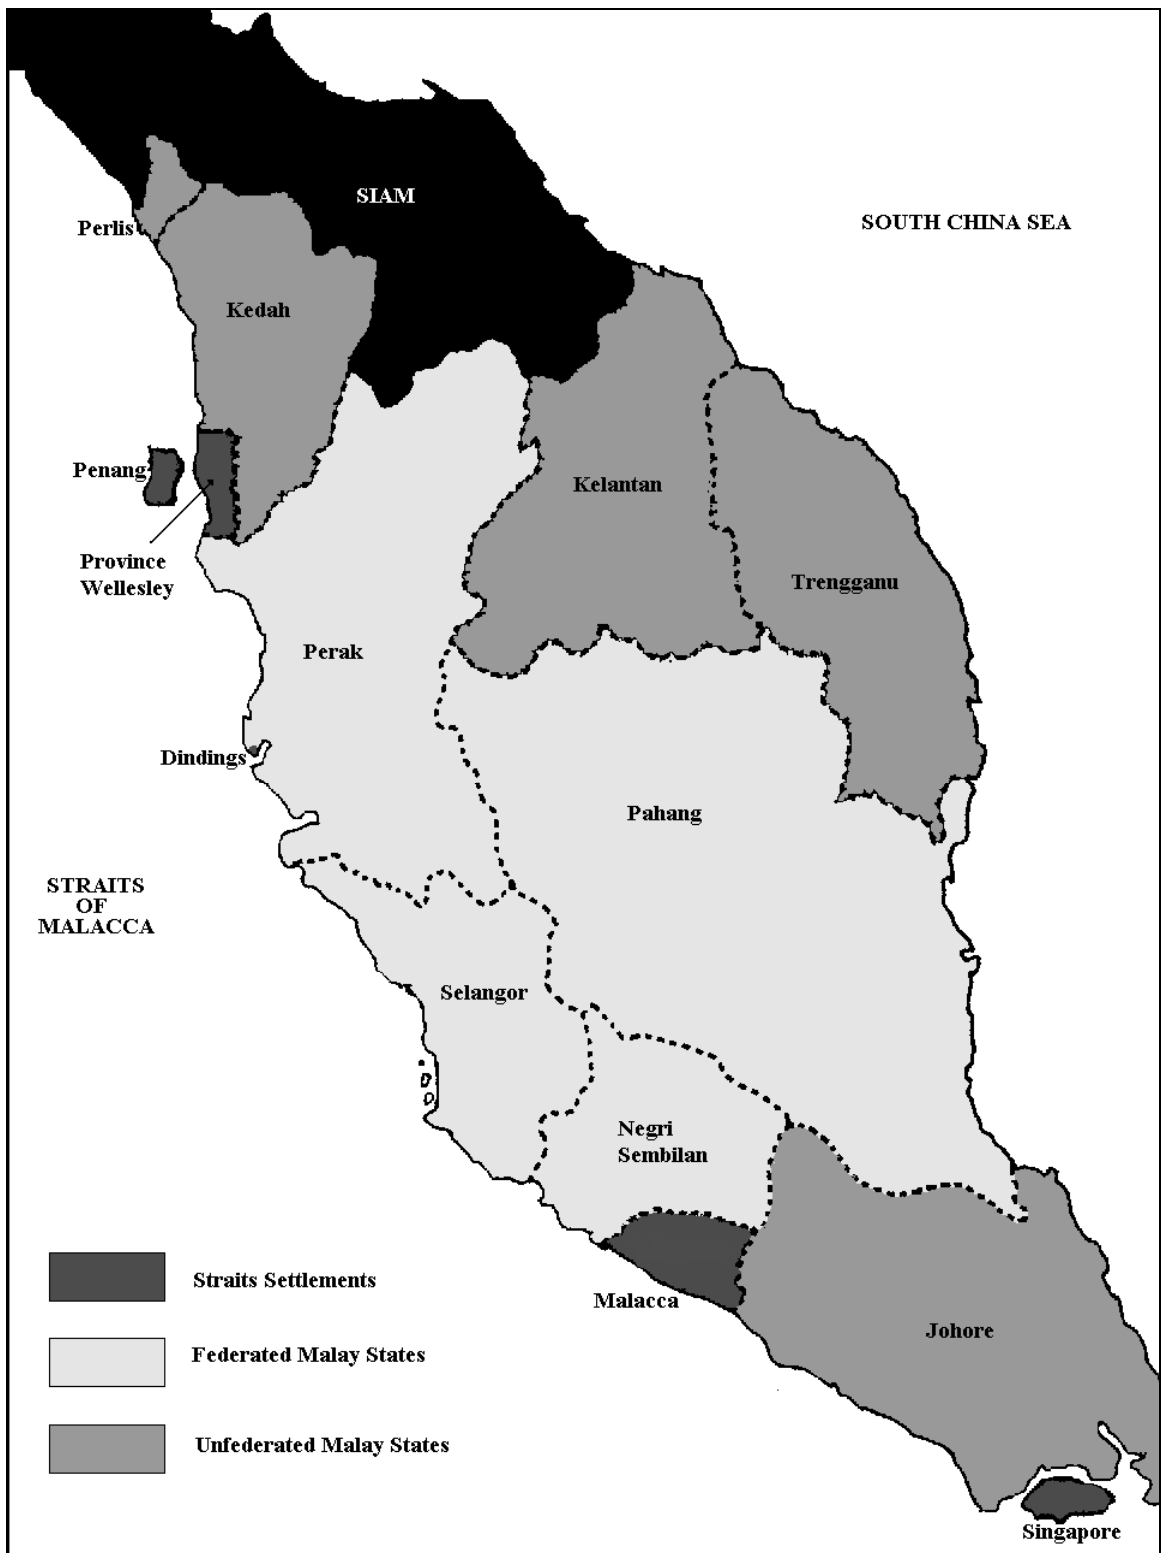 SIAM
SOUTH CHINA SEA
Perlis
Kedah
Penang
Kelantan
Province
Wellesley
Trengganu
Perak
Dindings
Pahang
STRAITS
OF
MALACCA
Selangor
Negri
Sembilan
Straits Settlements
Malacca
Johore
Federated Malay States
Unfederated Malay States
Singapore